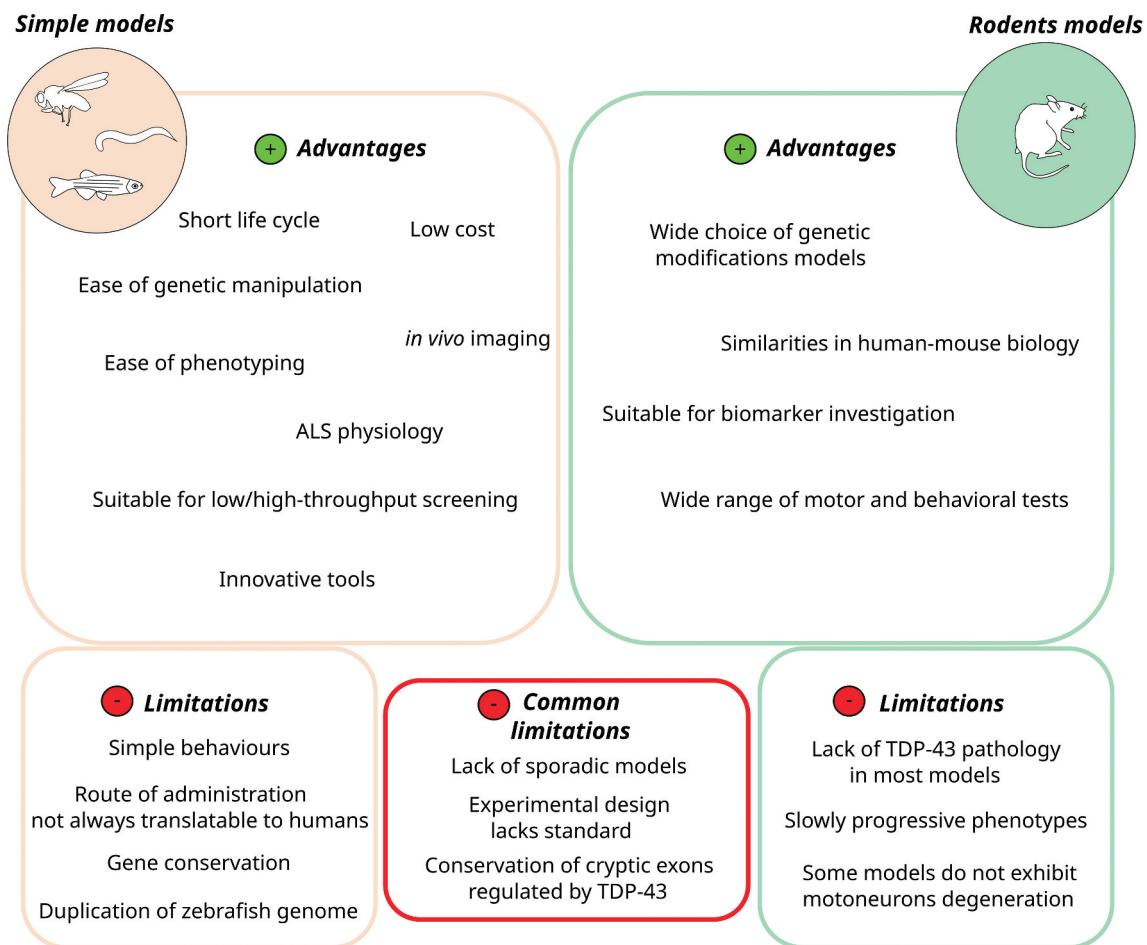 Simple models
Rodents models
+ Advantages
Short life cycle
Low cost
Ease of genetic manipulation
in vivo imaging
Ease of phenotyping
ALS physiology
Suitable for low/high-throughput screening
Innovative tools
+ Advantages
Wide choice of genetic
modifications models
Similarities in human-mouse biology
Suitable for biomarker investigation
Wide range of motor and behavioral tests
- Limitations
Simple behaviours
Route of administration
not always translatable to humans
Gene conservation
Duplication of zebrafish genome
- Common
limitations
Lack of sporadic models
Experimental design
lacks standard
Conservation of cryptic exons
regulated by TDP-43
- Limitations
Lack of TDP-43 pathology
in most models
Slowly progressive phenotypes
Some models do not exhibit
motoneurons degeneration